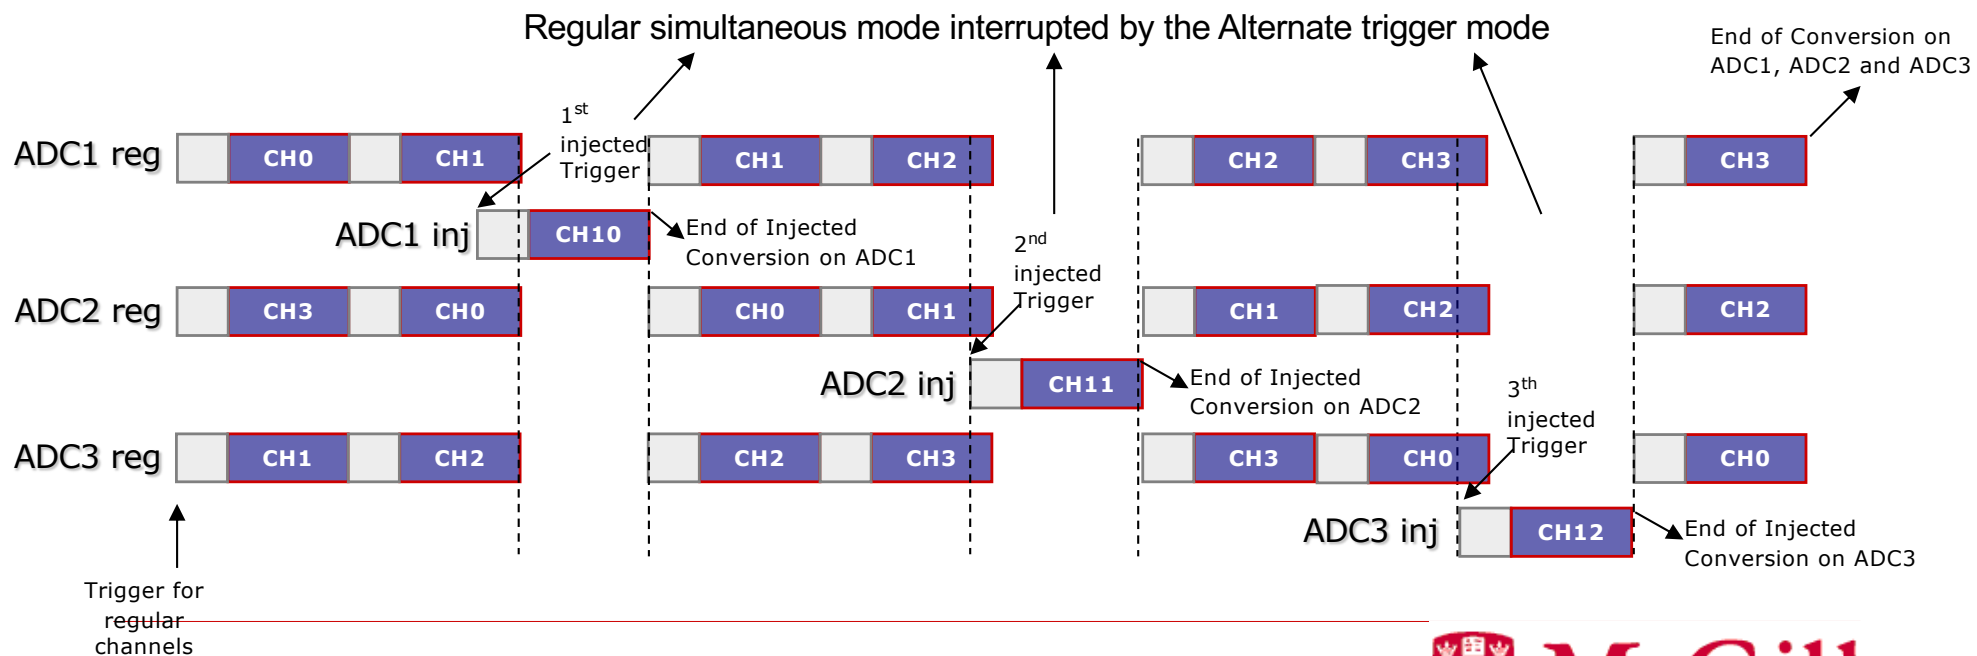 Regular simultaneous mode interrupted by the Alternate trigger mode
End of Conversion on
ADC1, ADC2 and ADC3
1st
injected
Trigger
ADC1 reg
CH0
CH1
CH1
CH2
CH2
CH3
CH3
ADC1 inj
CH10
End of Injected
Conversion on ADC1
2nd
injected
Trigger
ADC2 reg
CH3
CH0
CH0
CH1
CH1
CH2
CH2
ADC2 inj
CH11
End of Injected
Conversion on ADC2
3th
injected
Trigger
ADC3 reg
CH1
CH2
CH2
CH3
CH3
CH0
CH0
ADC3 inj
CH12
End of Injected
Conversion on ADC3
Trigger for
regular
channels
McGill